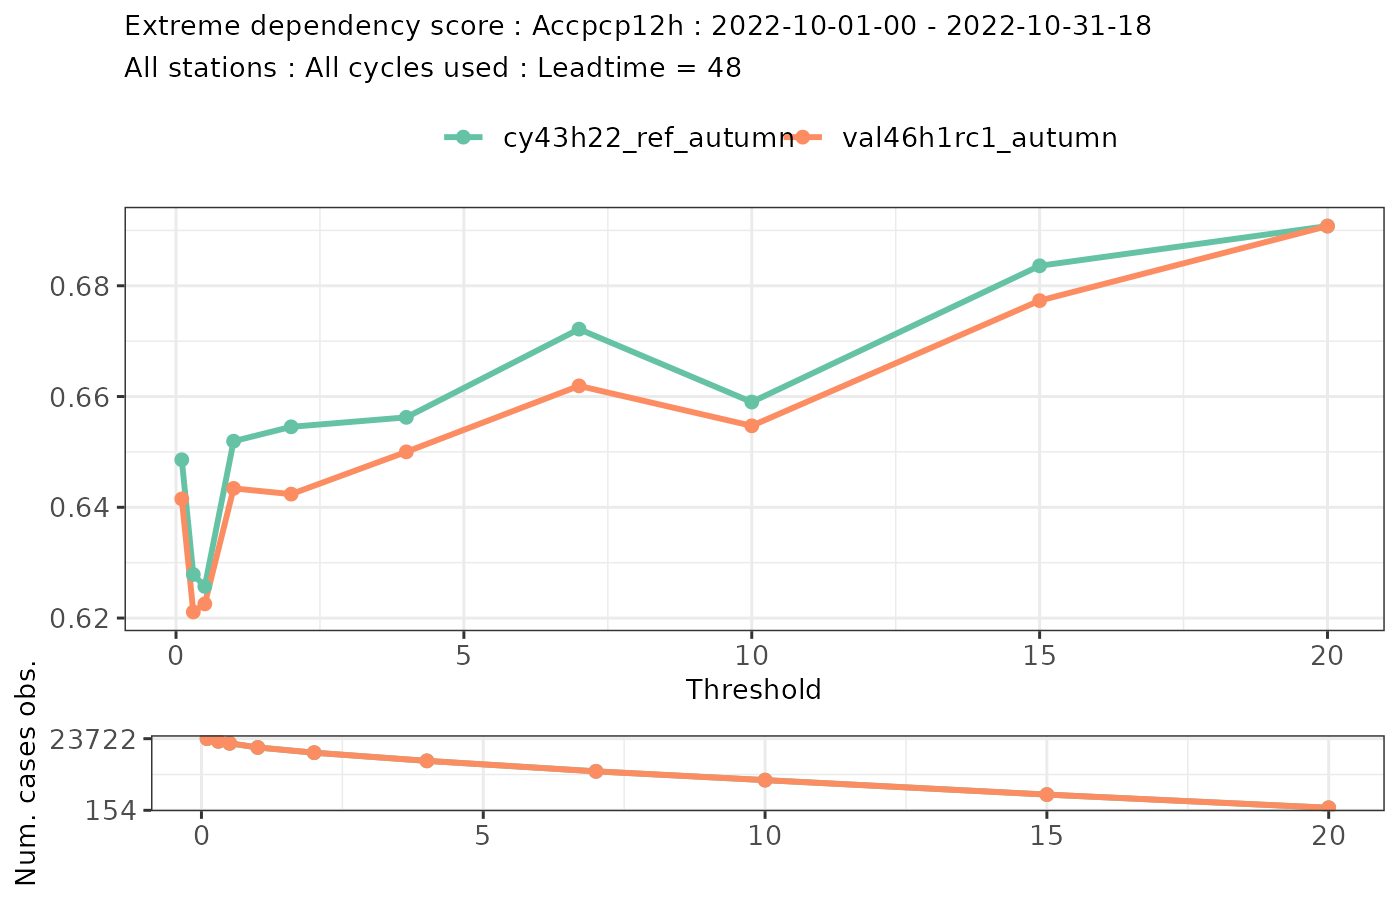 Extreme dependency score : Accpcp12h : 2022-10-01-00 - 2022-10-31-18
All stations : All cycles used : Leadtime = 48
cy43h22_ref_autumn val46h1rc1_autumn
0.68
0.66
0.64
0.62
0 5 10 15 20
Threshold
Num. cases obs.
23722
154
0 5 10 15 20